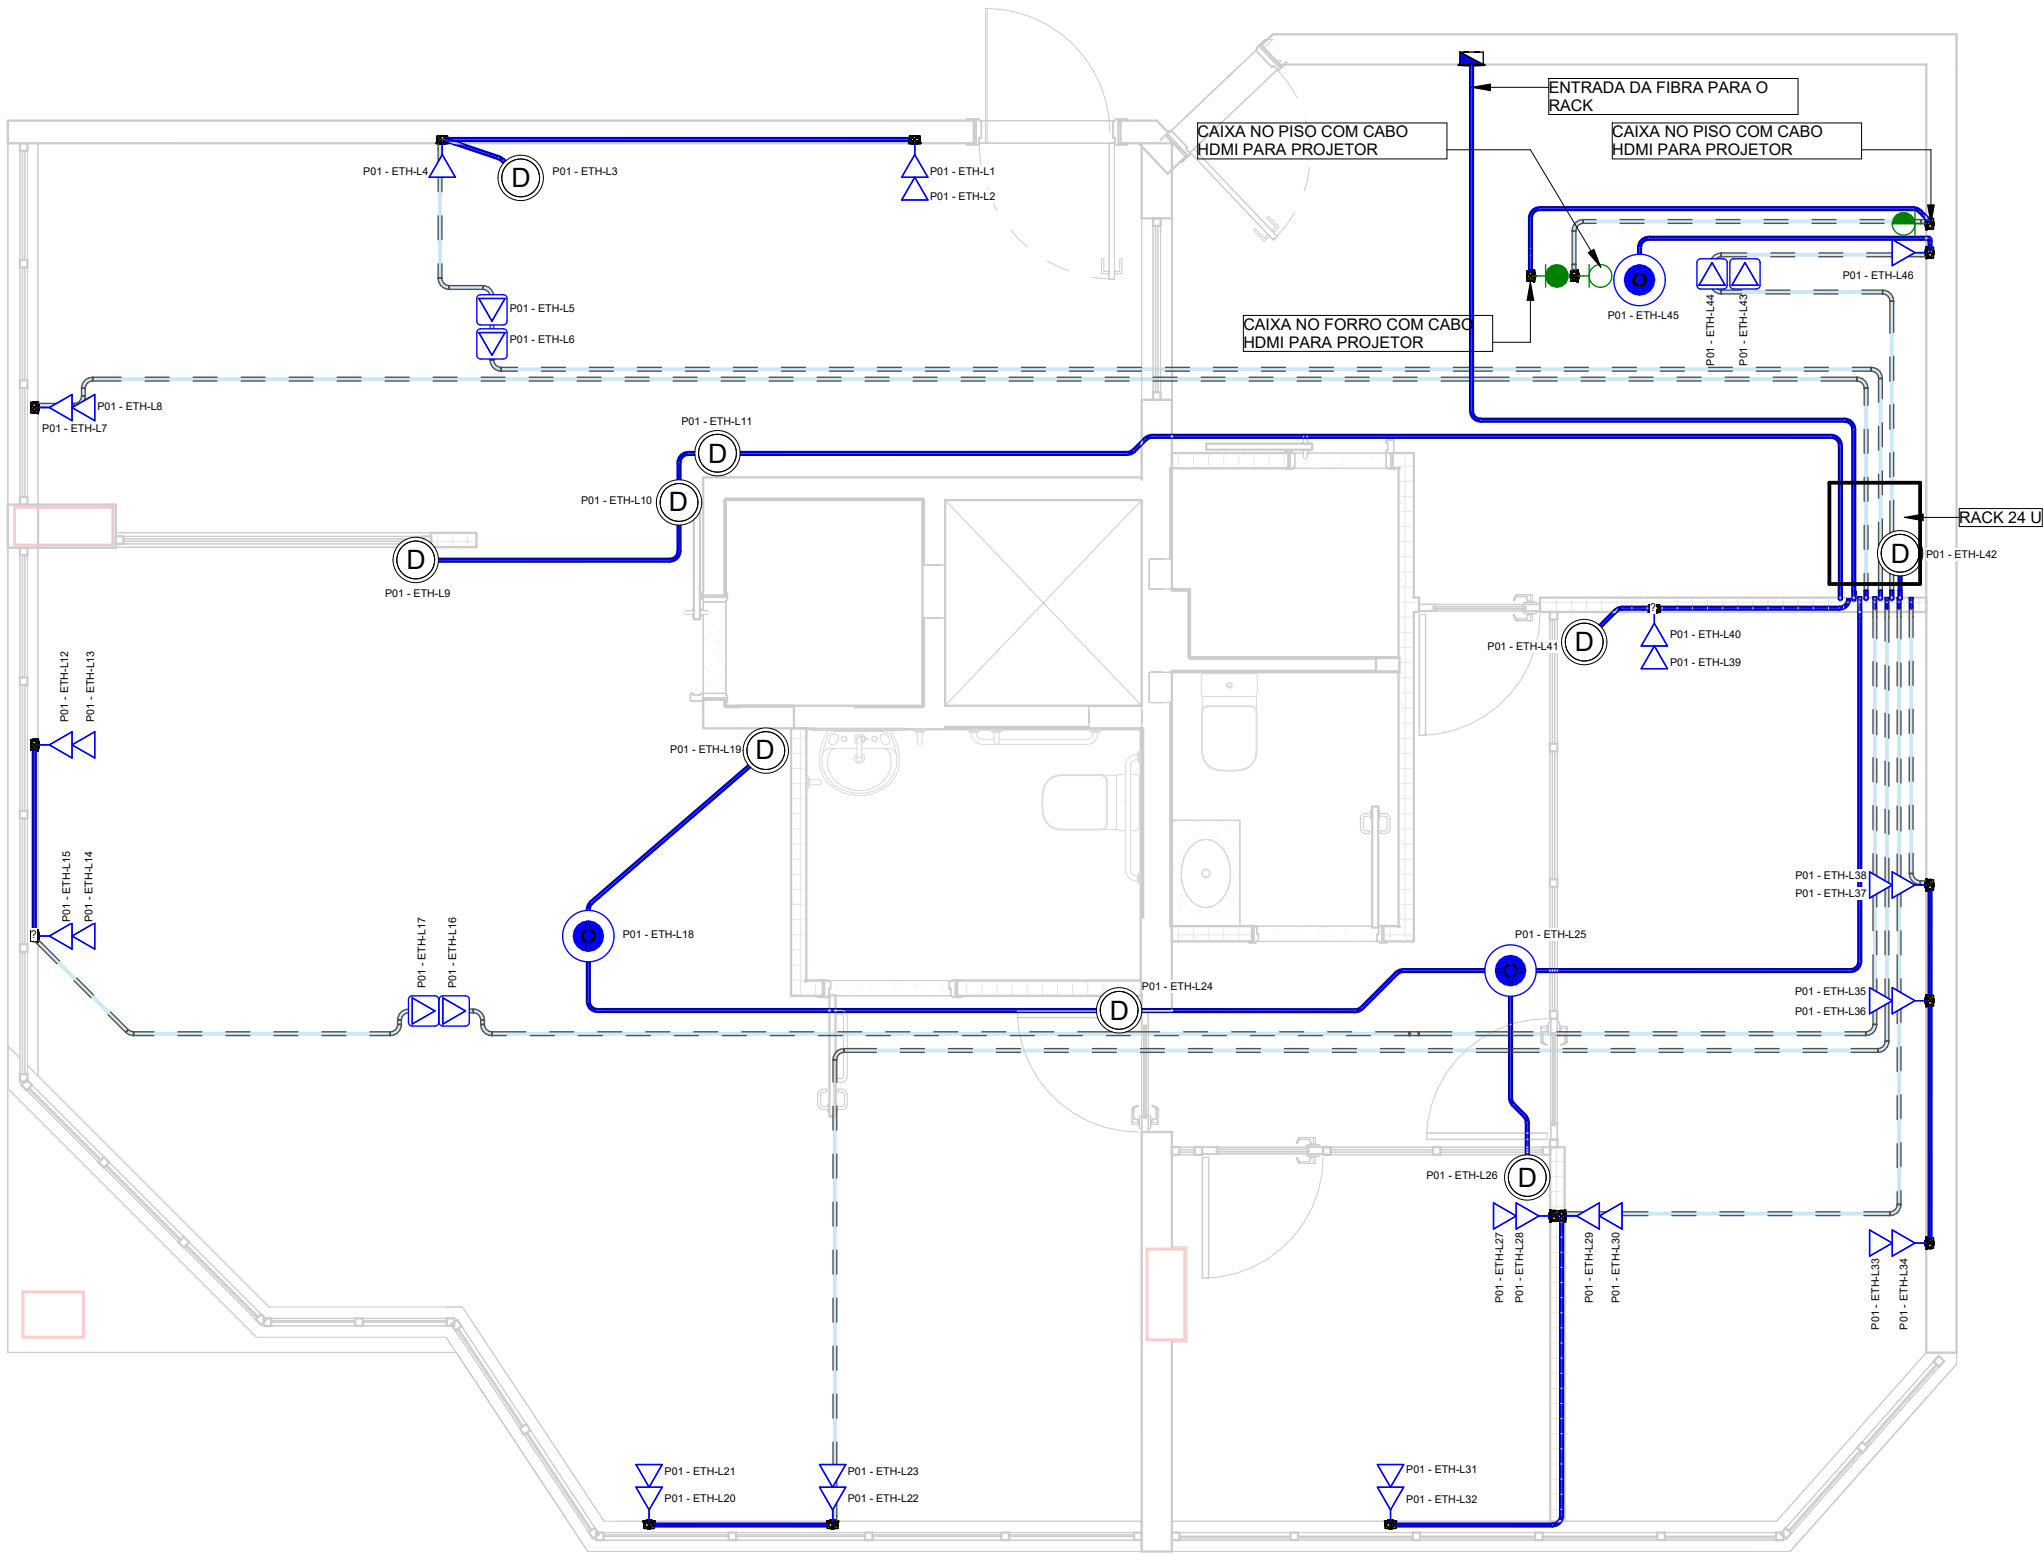 ENTRADA DA FIBRA PARA O
RACK
CAIXA NO PISO COM CABO
HDMI PARA PROJETOR
CAIXA NO PISO COM CABO
HDMI PARA PROJETOR
P01 - ETH-L4
D
P01 - ETH-L3
P01 - ETH-L1
P01 - ETH-L2
P01 - ETH-L46
P01 - ETH-L45
P01 - ETH-L44
P01 - ETH-L43
P01 - ETH-L5
P01 - ETH-L6
CAIXA NO FORRO COM CABO
HDMI PARA PROJETOR
P01 - ETH-L8
P01 - ETH-L7
P01 - ETH-L11
D
P01 - ETH-L10
D
RACK 24 U
D
P01 - ETH-L9
D
P01 - ETH-L42
P01 - ETH-L41
D
?
P01 - ETH-L40
P01 - ETH-L39
P01 - ETH-L12
P01 - ETH-L13
P01 - ETH-L19
D
P01 - ETH-L15
P01 - ETH-L14
?
P01 - ETH-L38
P01 - ETH-L37
P01 - ETH-L17
P01 - ETH-L16
P01 - ETH-L18
P01 - ETH-L25
P01 - ETH-L24
D
P01 - ETH-L35
P01 - ETH-L36
P01 - ETH-L26
D
P01 - ETH-L27
P01 - ETH-L28
P01 - ETH-L29
P01 - ETH-L30
P01 - ETH-L33
P01 - ETH-L34
P01 - ETH-L21
P01 - ETH-L20
P01 - ETH-L23
P01 - ETH-L22
P01 - ETH-L31
P01 - ETH-L32